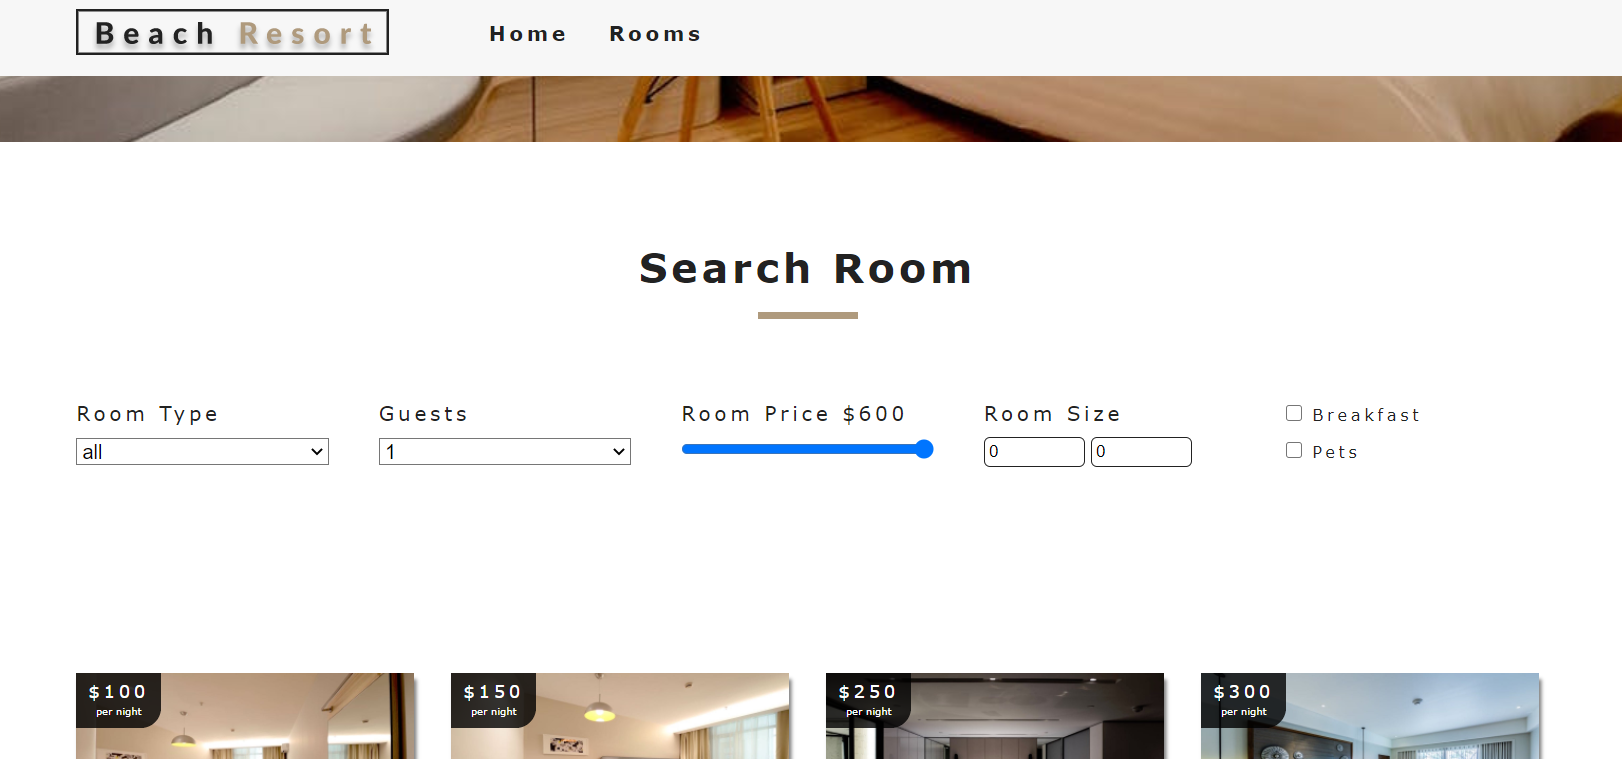 Beach Resort
Home Rooms
Search Room
Room Type Guests Room Price $600 Room Size Breakfast
all 1 0 0 Pets
$100 $150 $250 $300
per night per night per night per night